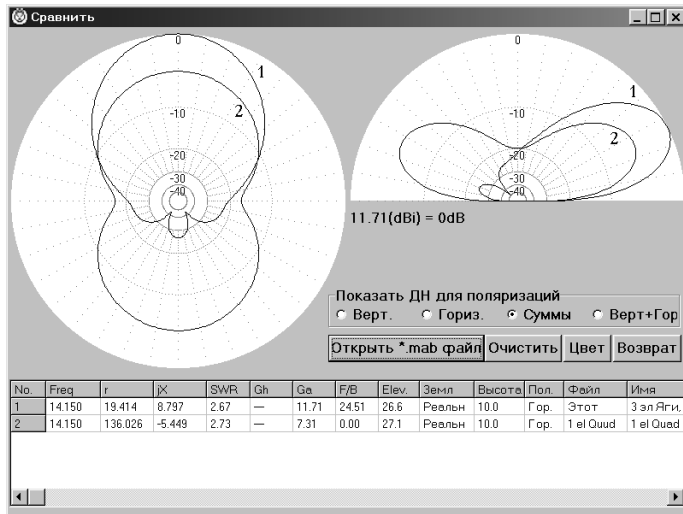 Сравнить
0
-10
-20
-30
-40
1
2
0
-10
-20
-30
-40
1
2
11.71(dBi) = 0dB
Показать ДН для поляризаций
Верт. Гориз. Суммы Верт+Гор
Открыть *.mab файл Очистить Цвет Возврат
No. Freq r jX SWR Gh Ga F/B Elev. Земл Высота Пол. Файл Имя
1 14.150 19.414 8.797 2.67 — 11.71 24.51 26.6 Реальн 10.0 Гор. Этот 3 эл Яги,
2 14.150 136.026 -5.449 2.73 — 7.31 0.00 27.1 Реальн 10.0 Гор. 1 el Quud 1 el Quad